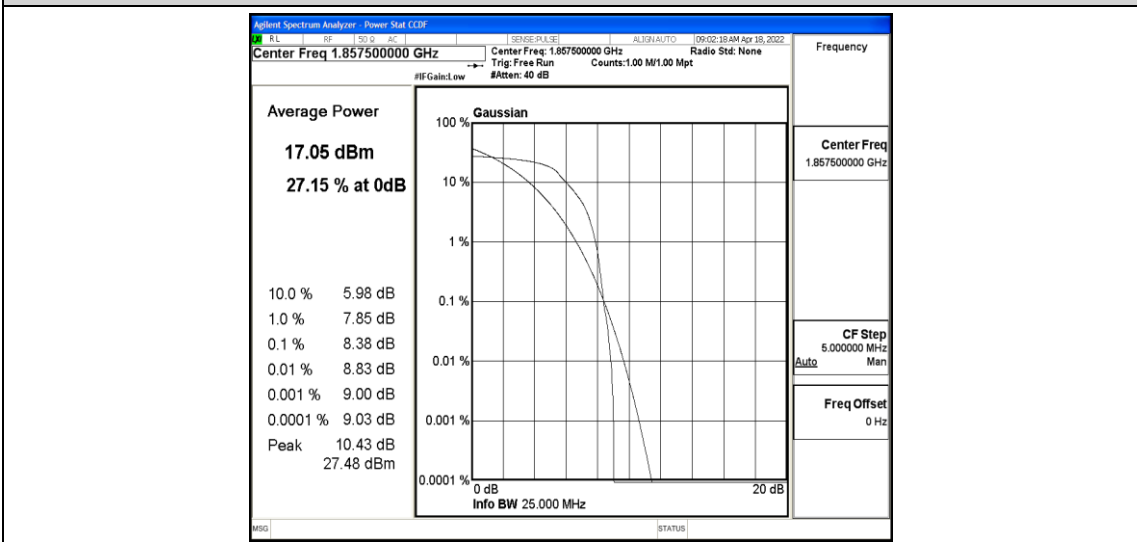 Agilent Spectrum Analyzer - Power Stat CCDF
RL RF 50 Ω AC SENSE:PULSE ALIGN AUTO 09:02:18 AM Apr 18, 2022
Center Freq 1.857500000 GHz
Center Freq: 1.857500000 GHz Radio Std: None
Trig: Free Run Counts:1.00 M/1.00 Mpt
#IFGain:Low #Atten: 40 dB
Frequency
Average Power
17.05 dBm
27.15 % at 0dB
10.0 % 5.98 dB
1.0 % 7.85 dB
0.1 % 8.38 dB
0.01 % 8.83 dB
0.001 % 9.00 dB
0.0001 % 9.03 dB
Peak 10.43 dB
27.48 dBm
Gaussian
100 %
10 %
1 %
0.1 %
0.01 %
0.001 %
0.0001 %
0 dB 20 dB
Info BW 25.000 MHz
Center Freq
1.857500000 GHz
CF Step
5.000000 MHz
Auto Man
Freq Offset
0 Hz
MSG STATUS